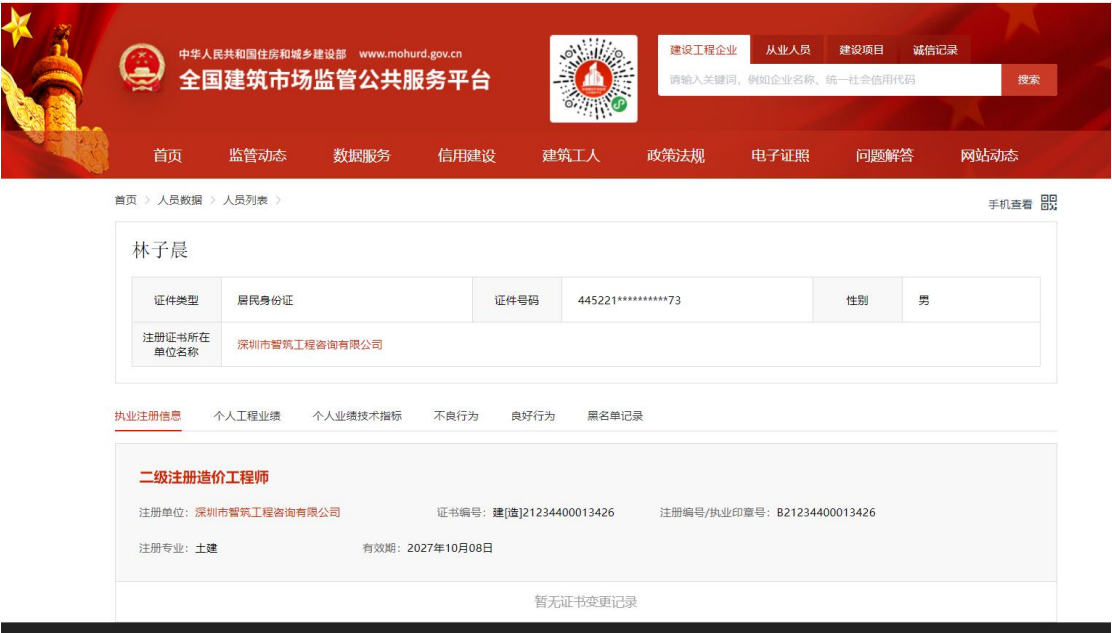 中华人民共和国住房和城乡建设部 www.mohurd.gov.cn
全国建筑市场监管公共服务平台
建设工程企业 从业人员 建设项目 诚信记录
请输入关键词，例如企业名称、统一社会信用代码 搜索
首页 监管动态 数据服务 信用建设 建筑工人 政策法规 电子证照 问题解答 网站动态
首页 > 人员数据 > 人员列表 >
手机查看
林子晨
证件类型 居民身份证 证件号码 445221**********73 性别 男
注册证书所在
单位名称
深圳市智筑工程咨询有限公司
执业注册信息 个人工程业绩 个人业绩技术指标 不良行为 良好行为 黑名单记录
二级注册造价工程师
注册单位：深圳市智筑工程咨询有限公司 证书编号：建[造]21234400013426 注册编号/执业印章号：B21234400013426
注册专业：土建 有效期：2027年10月08日
暂无证书变更记录